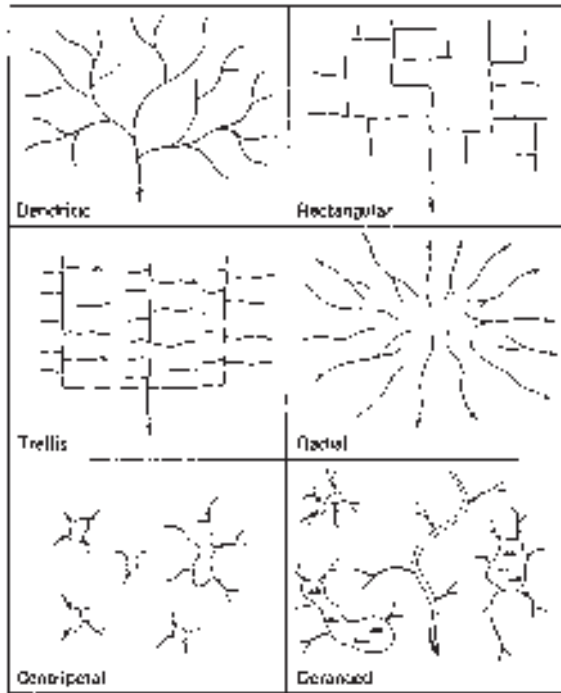 Dendritic
Rectangular
Trellis
Radial
Centripetal
Deranged